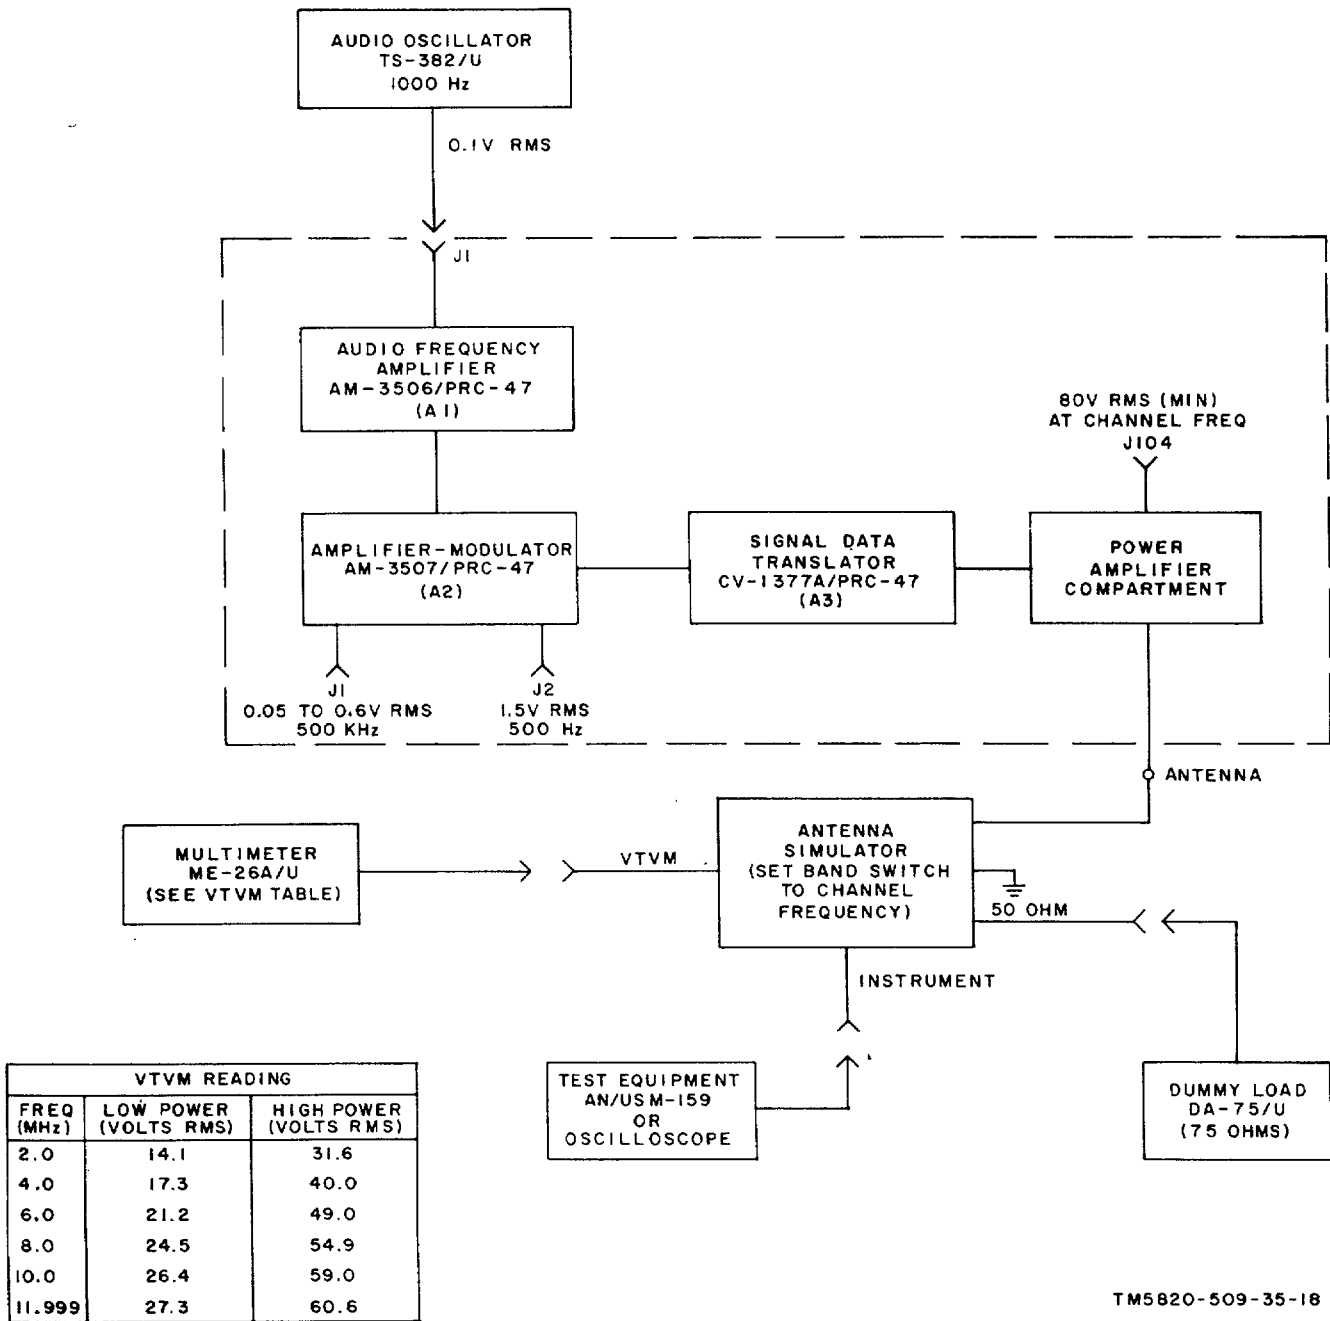 AUDIO OSCILLATOR
TS-382/U
1000 Hz
0.1V RMS
J1
AUDIO FREQUENCY
AMPLIFIER
AM-3506/PRC-47
(A1)
80V RMS (MIN)
AT CHANNEL FREQ
J104
AMPLIFIER-MODULATOR
AM-3507/PRC-47
(A2)
SIGNAL DATA
TRANSLATOR
CV-1377A/PRC-47
(A3)
POWER
AMPLIFIER
COMPARTMENT
J1
0.05 TO 0.6V RMS
500 KHz
J2
1.5V RMS
500 Hz
ANTENNA
MULTIMETER
ME-26A/U
(SEE VTVM TABLE)
VTVM
ANTENNA
SIMULATOR
(SET BAND SWITCH
TO CHANNEL
FREQUENCY)
50 OHM
INSTRUMENT
TEST EQUIPMENT
AN/USM-159
OR
OSCILLOSCOPE
DUMMY LOAD
DA-75/U
(75 OHMS)
VTVM READING
FREQ (MHz) LOW POWER (VOLTS RMS) HIGH POWER (VOLTS RMS)
2.0 14.1 31.6
4.0 17.3 40.0
6.0 21.2 49.0
8.0 24.5 54.9
10.0 26.4 59.0
11.999 27.3 60.6
TM5820-509-35-18